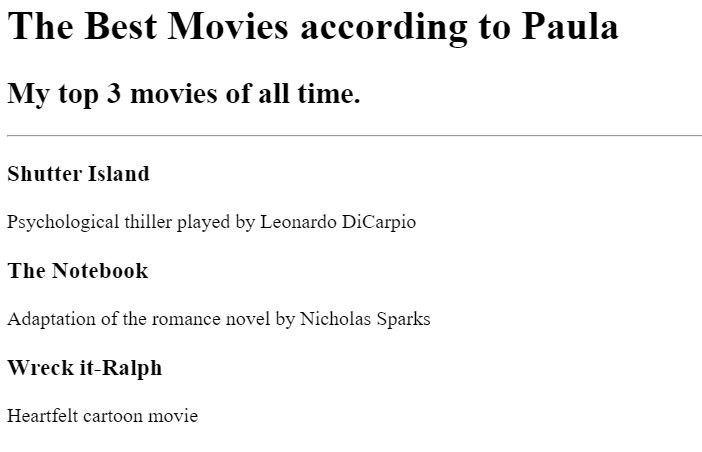 The Best Movies according to Paula
My top 3 movies of all time.
Shutter Island
Psychological thiller played by Leonardo DiCarpio
The Notebook
Adaptation of the romance novel by Nicholas Sparks
Wreck it-Ralph
Heartfelt cartoon movie